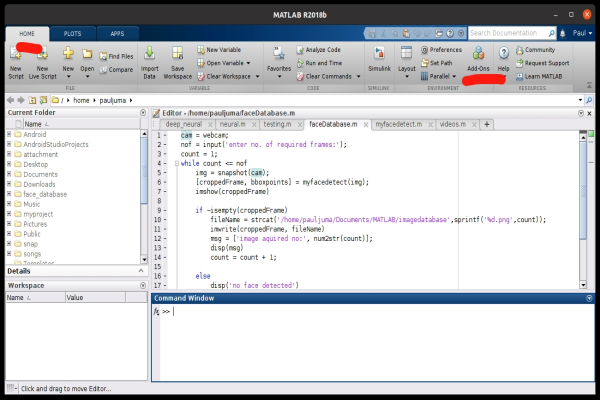 MATLAB R2018b
HOME PLOTS APPS Search Documentation Paul
New Script New Live Script New Open Find Files Compare Import Data Save Workspace New Variable Open Variable Clear Workspace Favorites Analyze Code Run and Time Clear Commands Simulink Layout Preferences Set Path Parallel Add-Ons Help Community Request Support Learn MATLAB
FILE VARIABLE CODE SIMULINK ENVIRONMENT RESOURCES
/ home pauljuma
Current Folder
Name
Android
AndroidStudioProjects
attachment
Desktop
Documents
Downloads
face_database
Music
myproject
Pictures
Public
snap
songs
Templates
Details
Workspace
Name Value
Editor - /home/pauljuma/faceDatabase.m
deep_neural neural.m testing.m faceDatabase.m myfacedetect.m videos.m +
1 - cam = webcam;
2 - nof = input('enter no. of required frames:');
3 - count = 1;
4 - while count <= nof
5 - img = snapshot(cam);
6 - [croppedFrame, bboxpoints] = myfacedetect(img);
7 - imshow(croppedFrame)
8
9 - if ~isempty(croppedFrame)
10 - fileName = strcat('/home/pauljuma/Documents/MATLAB/imagedatabase',sprintf('%d.png',count));
11 - imwrite(croppedFrame, fileName)
12 - msg = ['image aquired no:', num2str(count)];
13 - disp(msg)
14 - count = count + 1;
15
16 - else
17 - disp('no face detected')
Command Window
fx >>
Click and drag to move Editor...